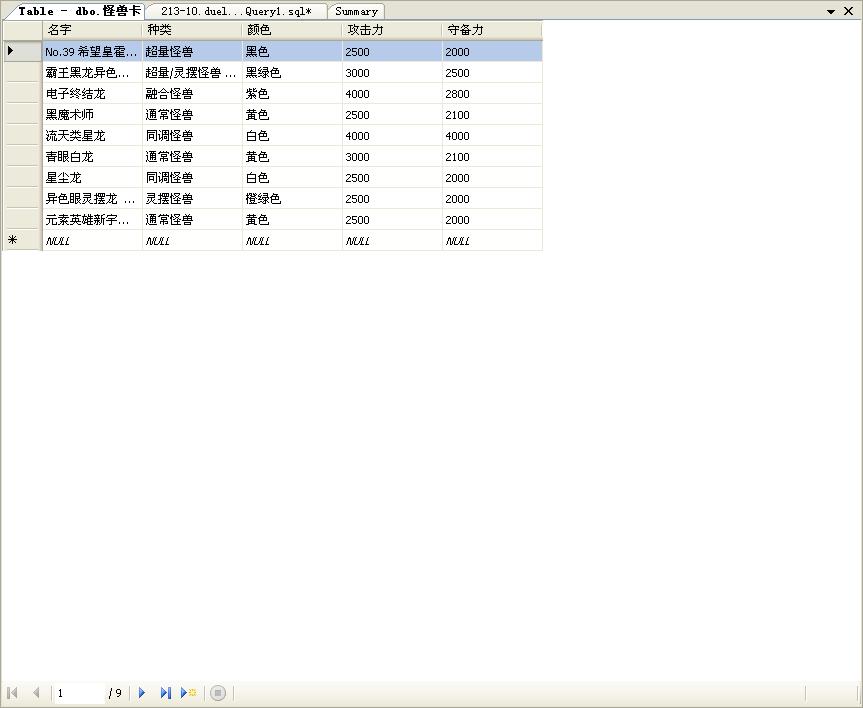 Table - dbo.怪兽卡 213-10.duel...Query1.sql* Summary
名字 种类 颜色 攻击力 守备力
No.39 希望皇霍... 超量怪兽 黑色 2500 2000
霸王黑龙异色... 超量/灵摆怪兽 ... 黑绿色 3000 2500
电子终结龙 融合怪兽 紫色 4000 2800
黑魔术师 通常怪兽 黄色 2500 2100
流天类星龙 同调怪兽 白色 4000 4000
青眼白龙 通常怪兽 黄色 3000 2100
星尘龙 同调怪兽 白色 2500 2000
异色眼灵摆龙 ... 灵摆怪兽 橙绿色 2500 2000
元素英雄新宇... 通常怪兽 黄色 2500 2000
NULL NULL NULL NULL NULL
1 / 9